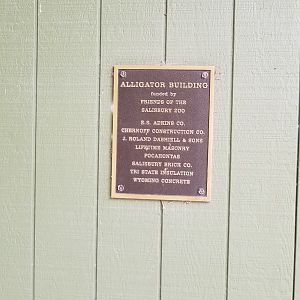 ALLIGATOR BUILDING
funded by
FRIENDS OF THE
SALISBURY ZOO
E.S. ADKINS CO.
CHERNOFF CONSTRUCTION CO.
J. ROLAND DASHIELL & SONS
LIFETIME MASONRY
POCAHONTAS
SALISBURY BRICK CO.
TRI STATE INSULATION
WYOMING CONCRETE